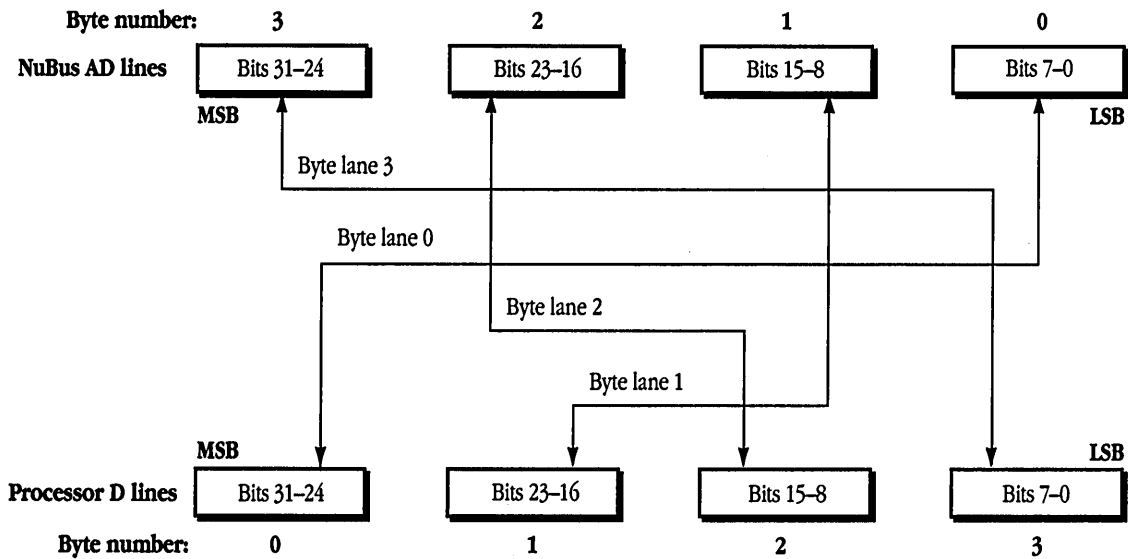 Byte number: 3 2 1 0
NuBus AD lines Bits 31–24 Bits 23–16 Bits 15–8 Bits 7–0
MSB LSB
Byte lane 3
Byte lane 0
Byte lane 2
Byte lane 1
MSB LSB
Processor D lines Bits 31–24 Bits 23–16 Bits 15–8 Bits 7–0
Byte number: 0 1 2 3